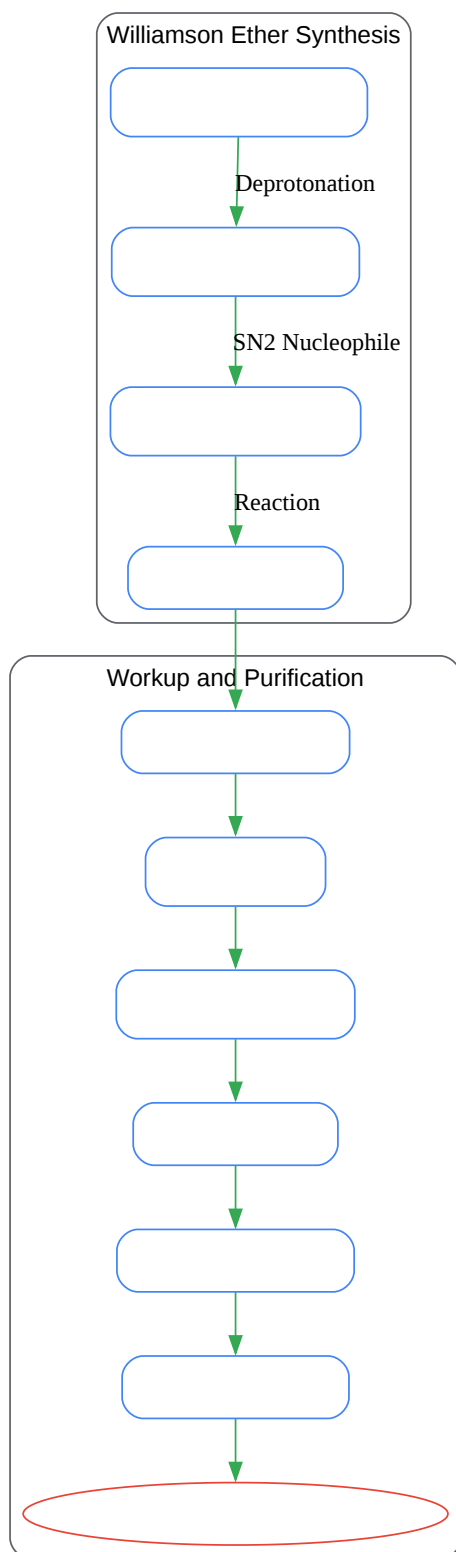 Williamson Ether Synthesis
Deprotonation
SN2 Nucleophile
Reaction
Workup and Purification